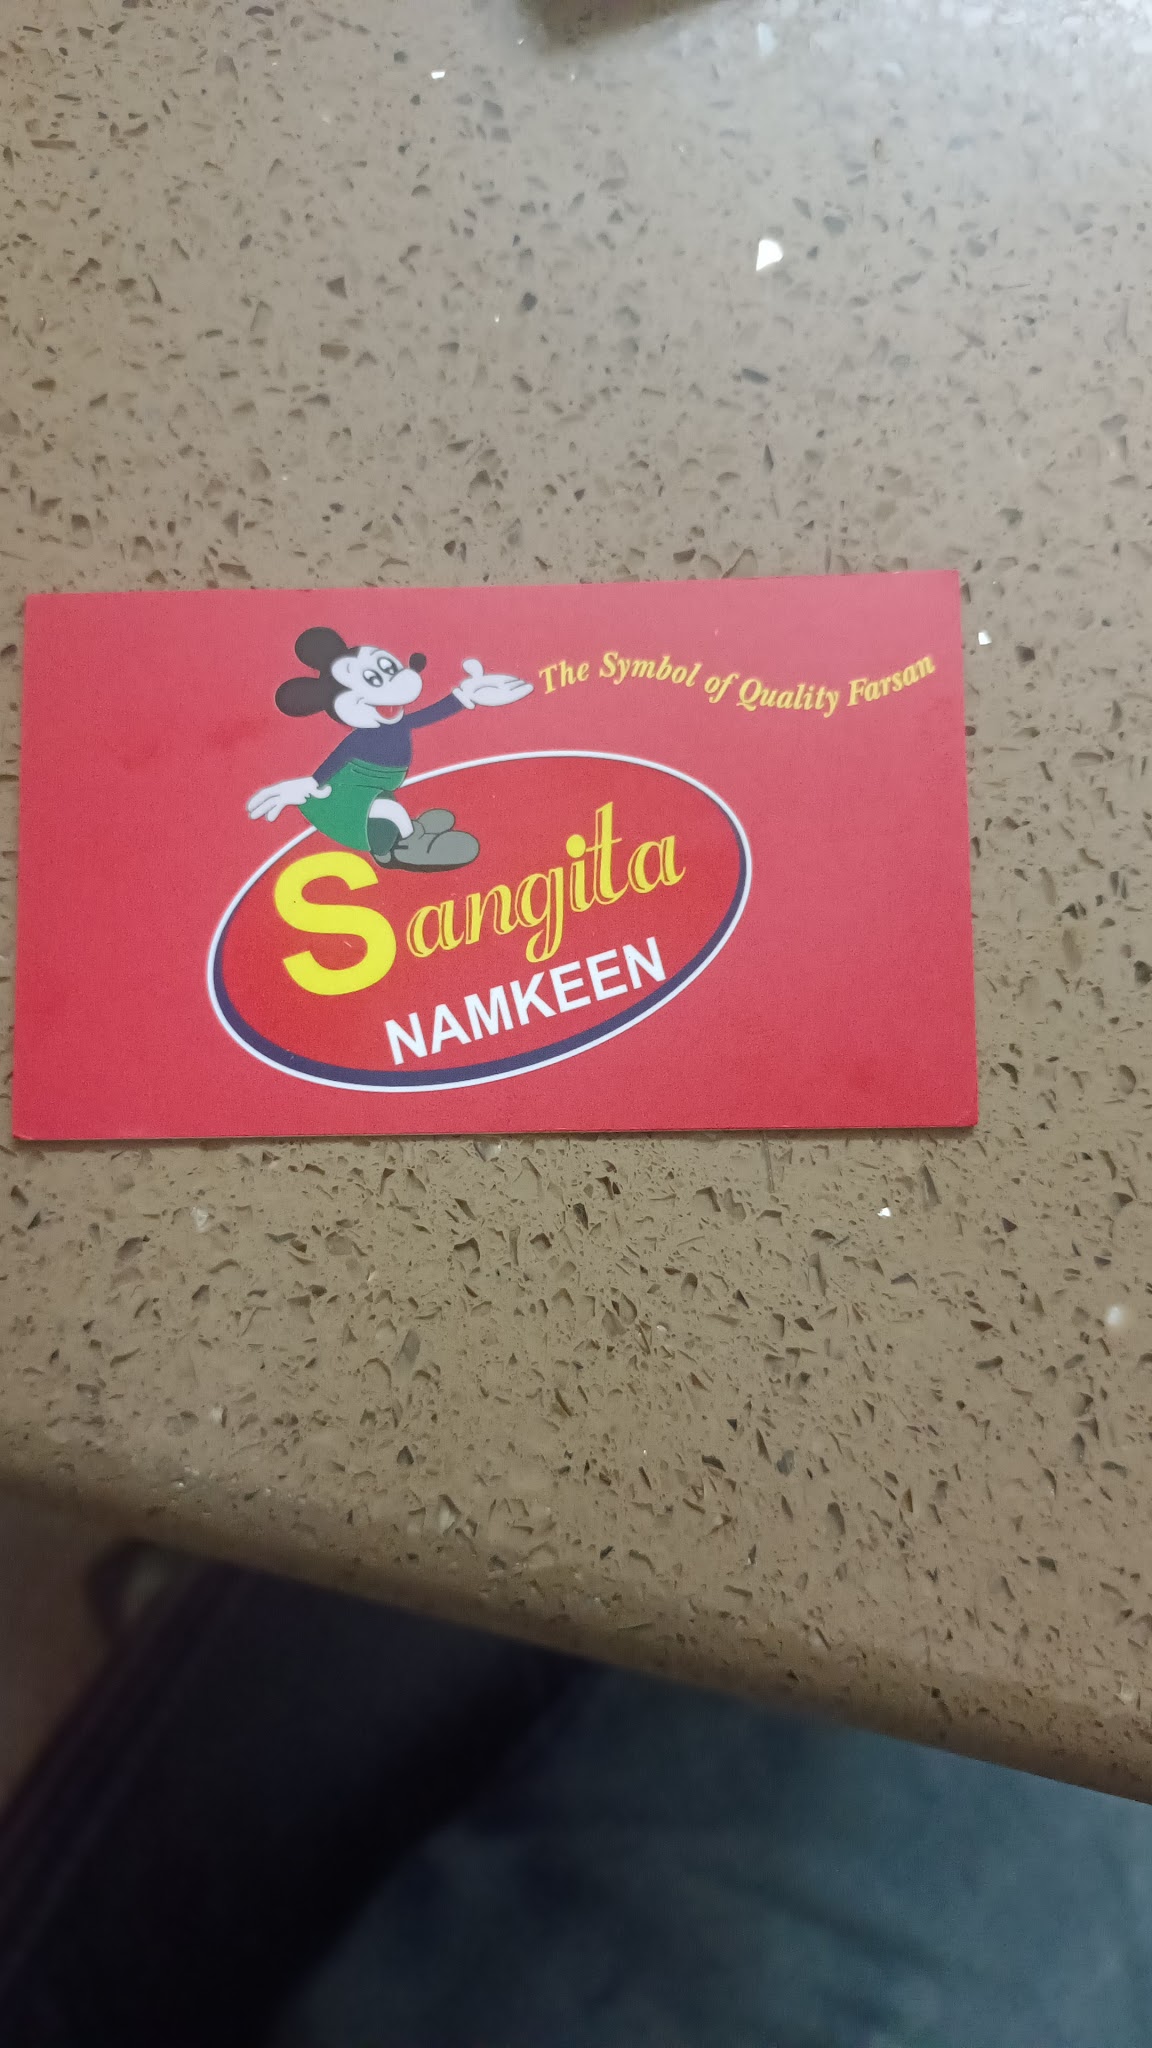 The Symbol of Quality Farsan
Sangita
NAMKEEN